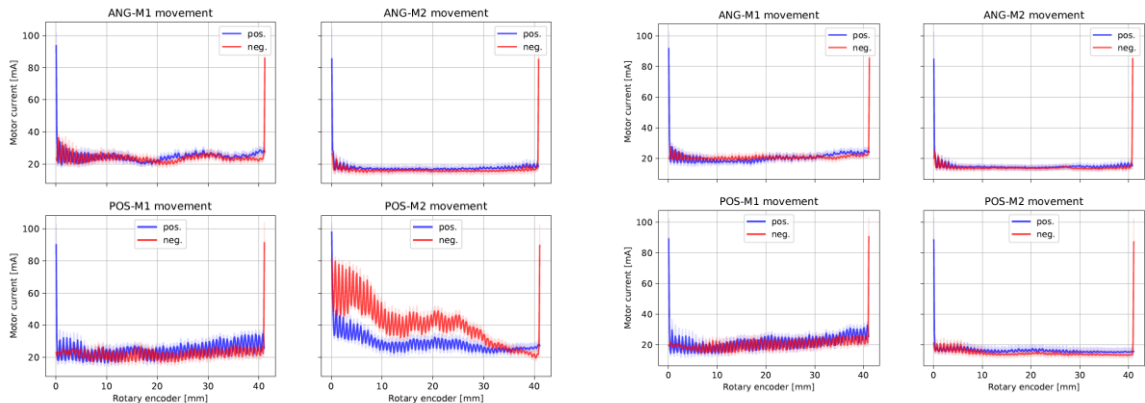 ANG-M1 movement
ANG-M2 movement
ANG-M1 movement
ANG-M2 movement
Motor current [mA]
100
80
60
40
20
pos.
neg.
pos.
neg.
Motor current [mA]
100
80
60
40
20
pos.
neg.
pos.
neg.
POS-M1 movement
POS-M2 movement
POS-M1 movement
POS-M2 movement
Motor current [mA]
100
80
60
40
20
pos.
neg.
pos.
neg.
Motor current [mA]
100
80
60
40
20
pos.
neg.
pos.
neg.
0 10 20 30 40
0 10 20 30 40
0 10 20 30 40
0 10 20 30 40
Rotary encoder [mm]
Rotary encoder [mm]
Rotary encoder [mm]
Rotary encoder [mm]